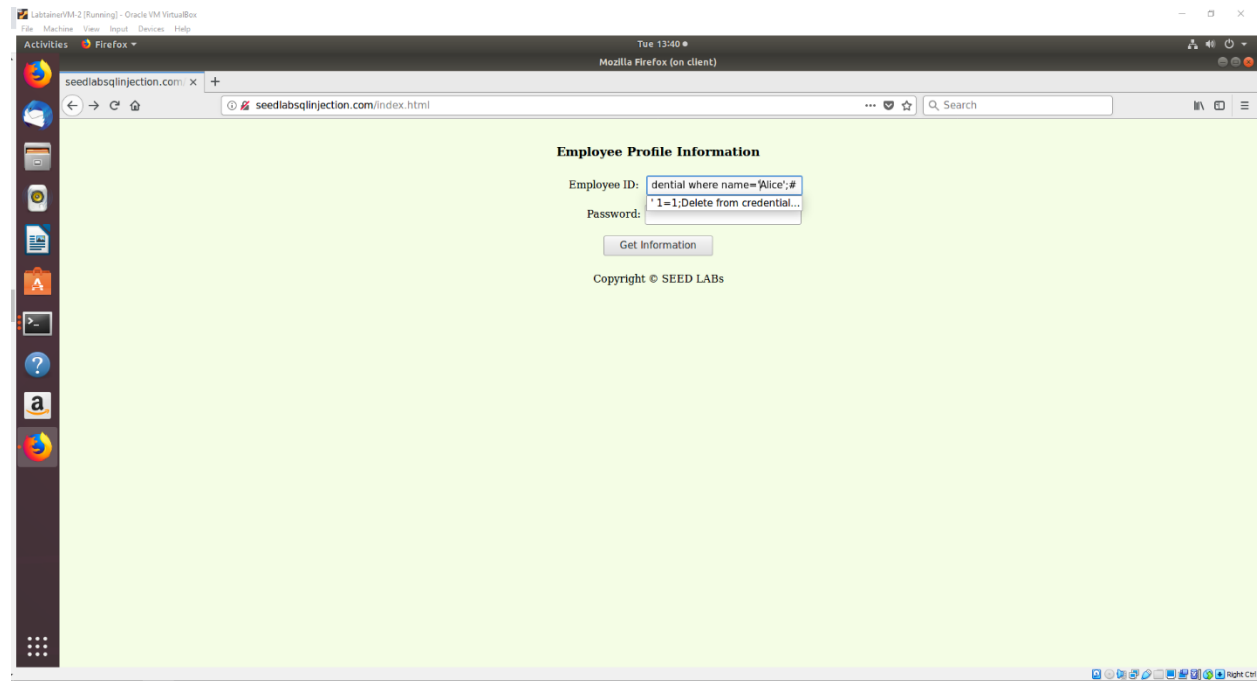 LabtainerVM-2 [Running] - Oracle VM VirtualBox
File Machine View Input Devices Help
Activities Firefox Tue 13:40
Mozilla Firefox (on client)
seedlabsqlinjection.com/ × +
seedlabsqlinjection.com/index.html ... Search
Employee Profile Information
Employee ID: dential where name='Alice';#
' 1=1;Delete from credential...
Password:
Get Information
Copyright © SEED LABs
Right Ctrl